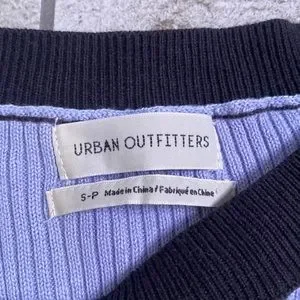 URBAN OUTFITTERS
S-P Made in China / Fabriqué en Chine